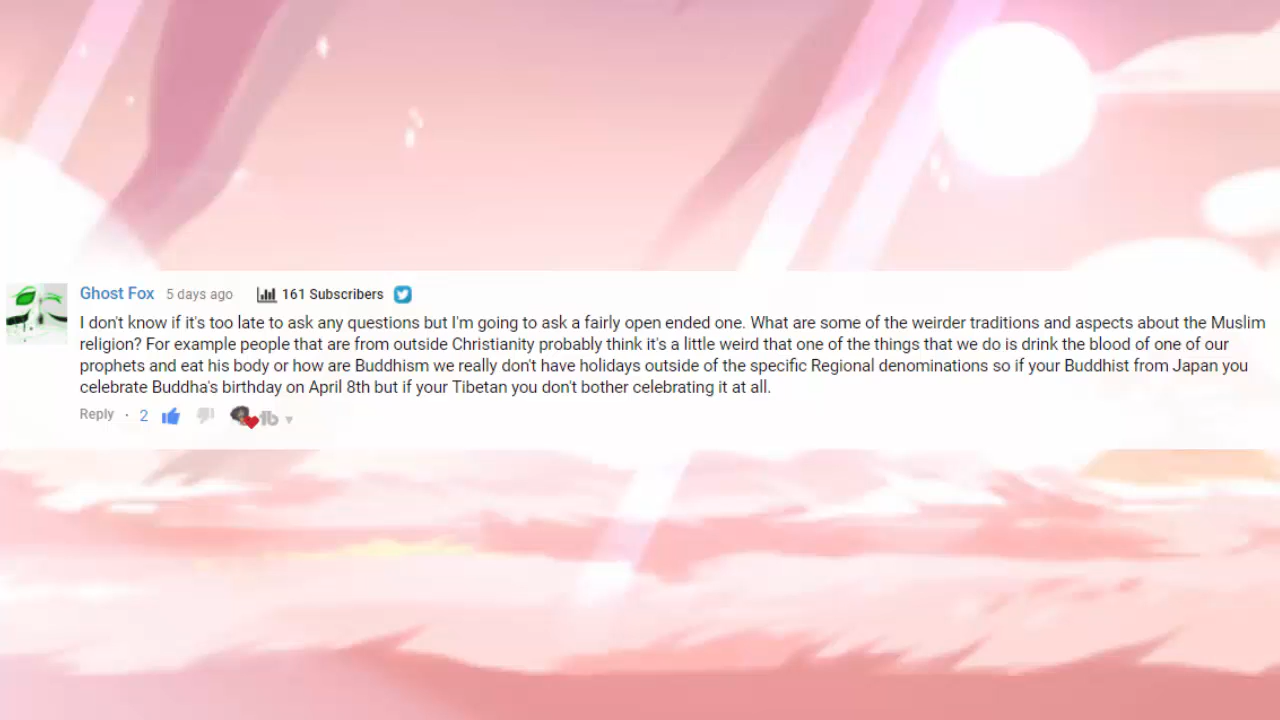 Ghost Fox 5 days ago 161 Subscribers
I don't know if it's too late to ask any questions but I'm going to ask a fairly open ended one. What are some of the weirder traditions and aspects about the Muslim
religion? For example people that are from outside Christianity probably think it's a little weird that one of the things that we do is drink the blood of one of our
prophets and eat his body or how are Buddhism we really don't have holidays outside of the specific Regional denominations so if your Buddhist from Japan you
celebrate Buddha's birthday on April 8th but if your Tibetan you don't bother celebrating it at all.
Reply · 2